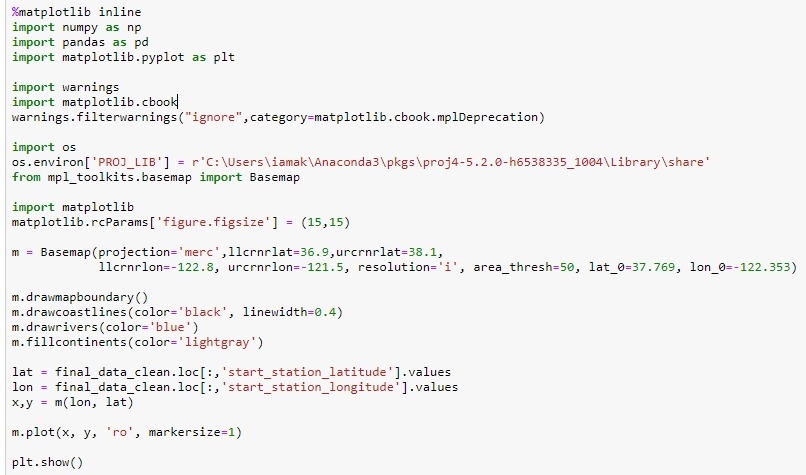 %matplotlib inline
import numpy as np
import pandas as pd
import matplotlib.pyplot as plt
import warnings
import matplotlib.cbook
warnings.filterwarnings("ignore",category=matplotlib.cbook.mplDeprecation)
import os
os.environ['PROJ_LIB'] = r'C:\Users\iamak\Anaconda3\pkgs\proj4-5.2.0-h6538335_1004\Library\share'
from mpl_toolkits.basemap import Basemap
import matplotlib
matplotlib.rcParams['figure.figsize'] = (15,15)
m = Basemap(projection='merc',llcrnrlat=36.9,urcrnrlat=38.1,
llcrnrlon=-122.8, urcrnrlon=-121.5, resolution='i', area_thresh=50, lat_0=37.769, lon_0=-122.353)
m.drawmapboundary()
m.drawcoastlines(color='black', linewidth=0.4)
m.drawrivers(color='blue')
m.fillcontinents(color='lightgray')
lat = final_data_clean.loc[:,'start_station_latitude'].values
lon = final_data_clean.loc[:,'start_station_longitude'].values
x,y = m(lon, lat)
m.plot(x, y, 'ro', markersize=1)
plt.show()